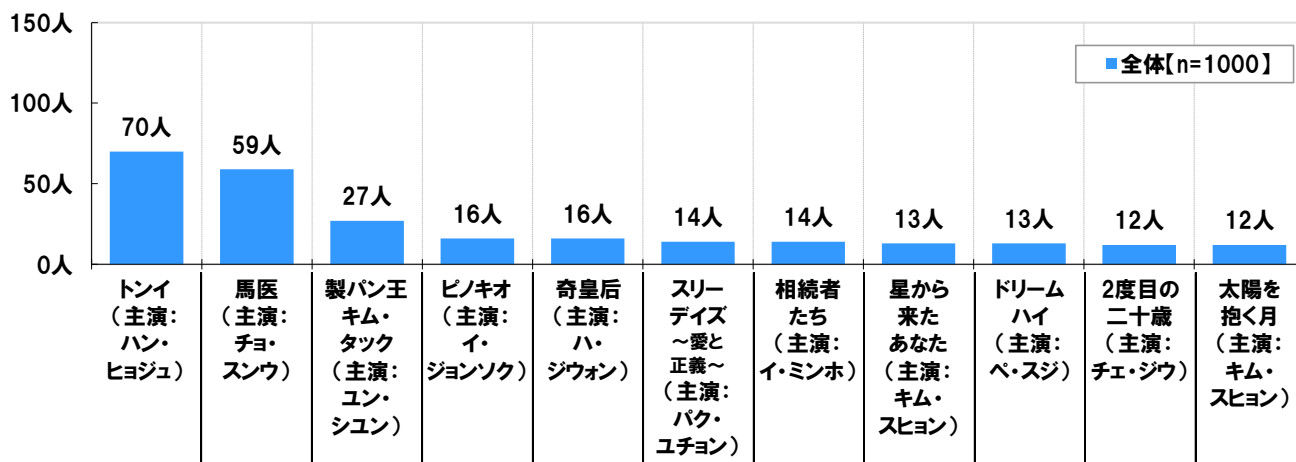 150人
100人
50人
0人
全体【n=1000】
70人
59人
27人
16人
16人
14人
14人
13人
13人
12人
12人
トンイ
(主演:
ハン・
ヒョジュ)
馬医
(主演:
チョ・
スンウ)
製パン王
キム・
タック
(主演:
ユン・
シユン)
ピノキオ
(主演:
イ・
ジョンソク)
奇皇后
(主演:
ハ・
ジウォン)
スリー
デイズ
~愛と
正義~
(主演:
パク・
ユチョン)
相続者
たち
(主演:
イ・ミンホ)
星から
来た
あなた
(主演:
キム・
スヒョン)
ドリーム
ハイ
(主演:
ペ・スジ)
2度目の
二十歳
(主演:
チェ・ジウ)
太陽を
抱く月
(主演:
キム・
スヒョン)